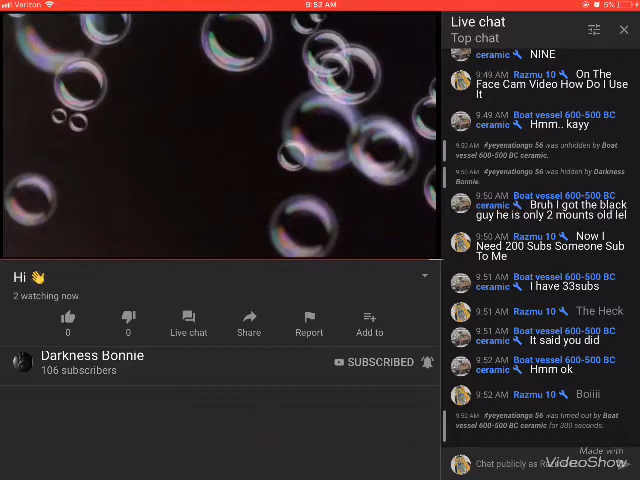 Verizon
9:52 AM
5%
Live chat
Top chat
ceramic NINE
9:49 AM Razmu 10 On The
Face Cam Video How Do I Use
It
9:49 AM Boat vessel 600-500 BC
ceramic Hmm.. kayy
9:50 AM #yeyenationgo 56 was unhidden by Boat
vessel 600-500 BC ceramic.
9:50 AM #yeyenationgo 56 was hidden by Darkness
Bonnie.
9:50 AM Boat vessel 600-500 BC
ceramic Bruh I got the black
guy he is only 2 mounts old lel
9:50 AM Razmu 10 Now I
Need 200 Subs Someone Sub
To Me
9:51 AM Boat vessel 600-500 BC
ceramic I have 33subs
9:51 AM Razmu 10 The Heck
9:51 AM Boat vessel 600-500 BC
ceramic It said you did
9:52 AM Boat vessel 600-500 BC
ceramic Hmm ok
9:52 AM Razmu 10 Boiiii
9:52 AM #yeyenationgo 56 was timed out by Boat
vessel 600-500 BC ceramic for 300 seconds.
Chat publicly as
Made with
VideoShow
Hi 👋
2 watching now
0
0
Live chat
Share
Report
Add to
Darkness Bonnie
106 subscribers
SUBSCRIBED